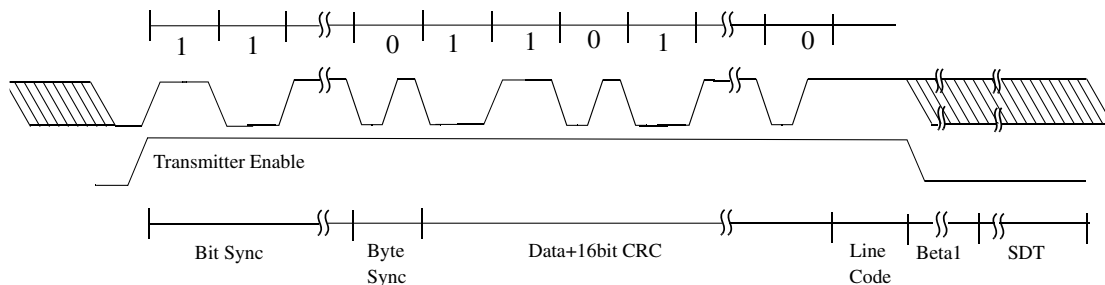 1 1 0 1 1 0 1 0
Transmitter Enable
Bit Sync
Byte
Sync
Data+16bit CRC
Line
Code
Beta1
SDT